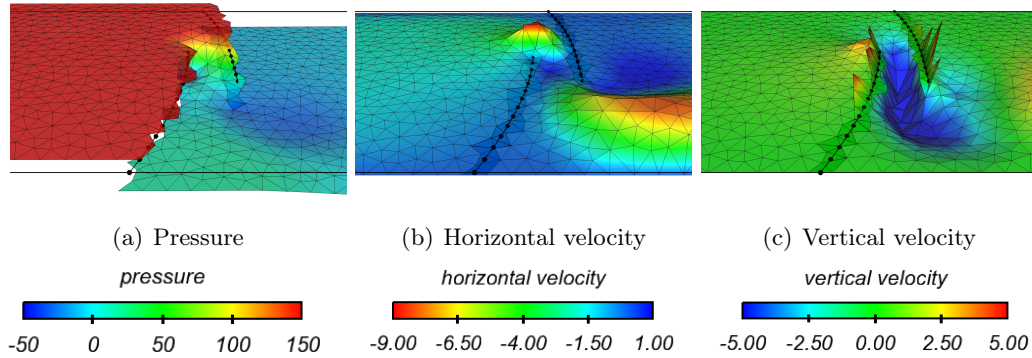 (a) Pressure (b) Horizontal velocity (c) Vertical velocity
pressure horizontal velocity vertical velocity
-50 0 50 100 150 -9.00 -6.50 -4.00 -1.50 1.00 -5.00 -2.50 0.00 2.50 5.00